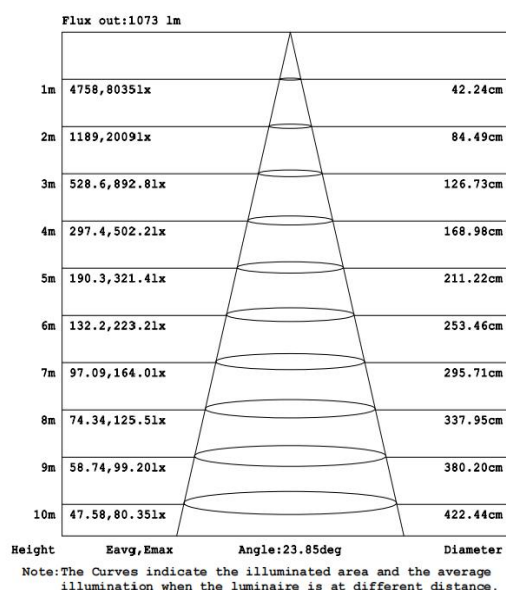 Flux out:1073 lm
1m 4758,8035lx 42.24cm
2m 1189,2009lx 84.49cm
3m 528.6,892.8lx 126.73cm
4m 297.4,502.2lx 168.98cm
5m 190.3,321.4lx 211.22cm
6m 132.2,223.2lx 253.46cm
7m 97.09,164.0lx 295.71cm
8m 74.34,125.5lx 337.95cm
9m 58.74,99.20lx 380.20cm
10m 47.58,80.35lx 422.44cm
Height Eavg,Emax Angle:23.85deg Diameter
Note:The Curves indicate the illuminated area and the average
illumination when the luminaire is at different distance.